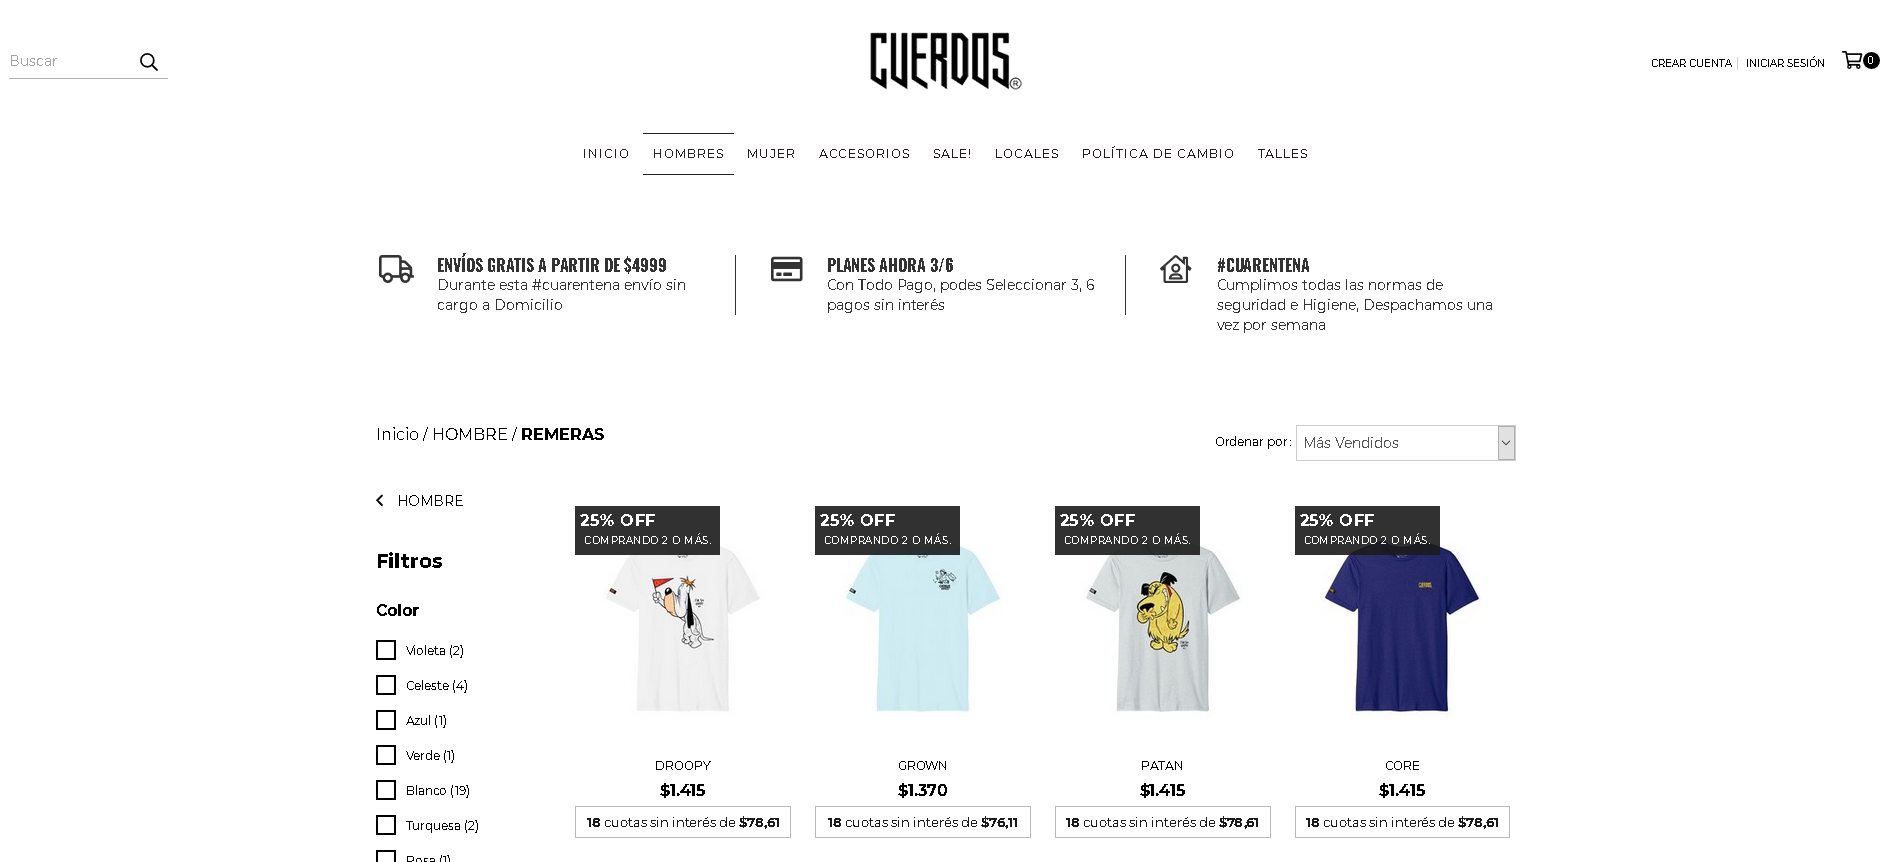 Buscar
CUERDOS®
CREAR CUENTA
INICIAR SESIÓN
0
INICIO
HOMBRES
MUJER
ACCESORIOS
SALE!
LOCALES
POLÍTICA DE CAMBIO
TALLES
ENVÍOS GRATIS A PARTIR DE $4999
Durante esta #cuarentena envío sin
cargo a Domicilio
PLANES AHORA 3/6
Con Todo Pago, podes Seleccionar 3, 6
pagos sin interés
#CUARENTENA
Cumplimos todas las normas de
seguridad e Higiene, Despachamos una
vez por semana
Inicio / HOMBRE / REMERAS
Ordenar por:
Más Vendidos
HOMBRE
Filtros
Color
Violeta (2)
Celeste (4)
Azul (1)
Verde (1)
Blanco (19)
Turquesa (2)
Rosa (1)
25% OFF
COMPRANDO 2 O MÁS.
DROOPY
$1.415
18 cuotas sin interés de $78,61
25% OFF
COMPRANDO 2 O MÁS.
GROWN
$1.370
18 cuotas sin interés de $76,11
25% OFF
COMPRANDO 2 O MÁS.
PATAN
$1.415
18 cuotas sin interés de $78,61
25% OFF
COMPRANDO 2 O MÁS.
CUERDOS
CORE
$1.415
18 cuotas sin interés de $78,61